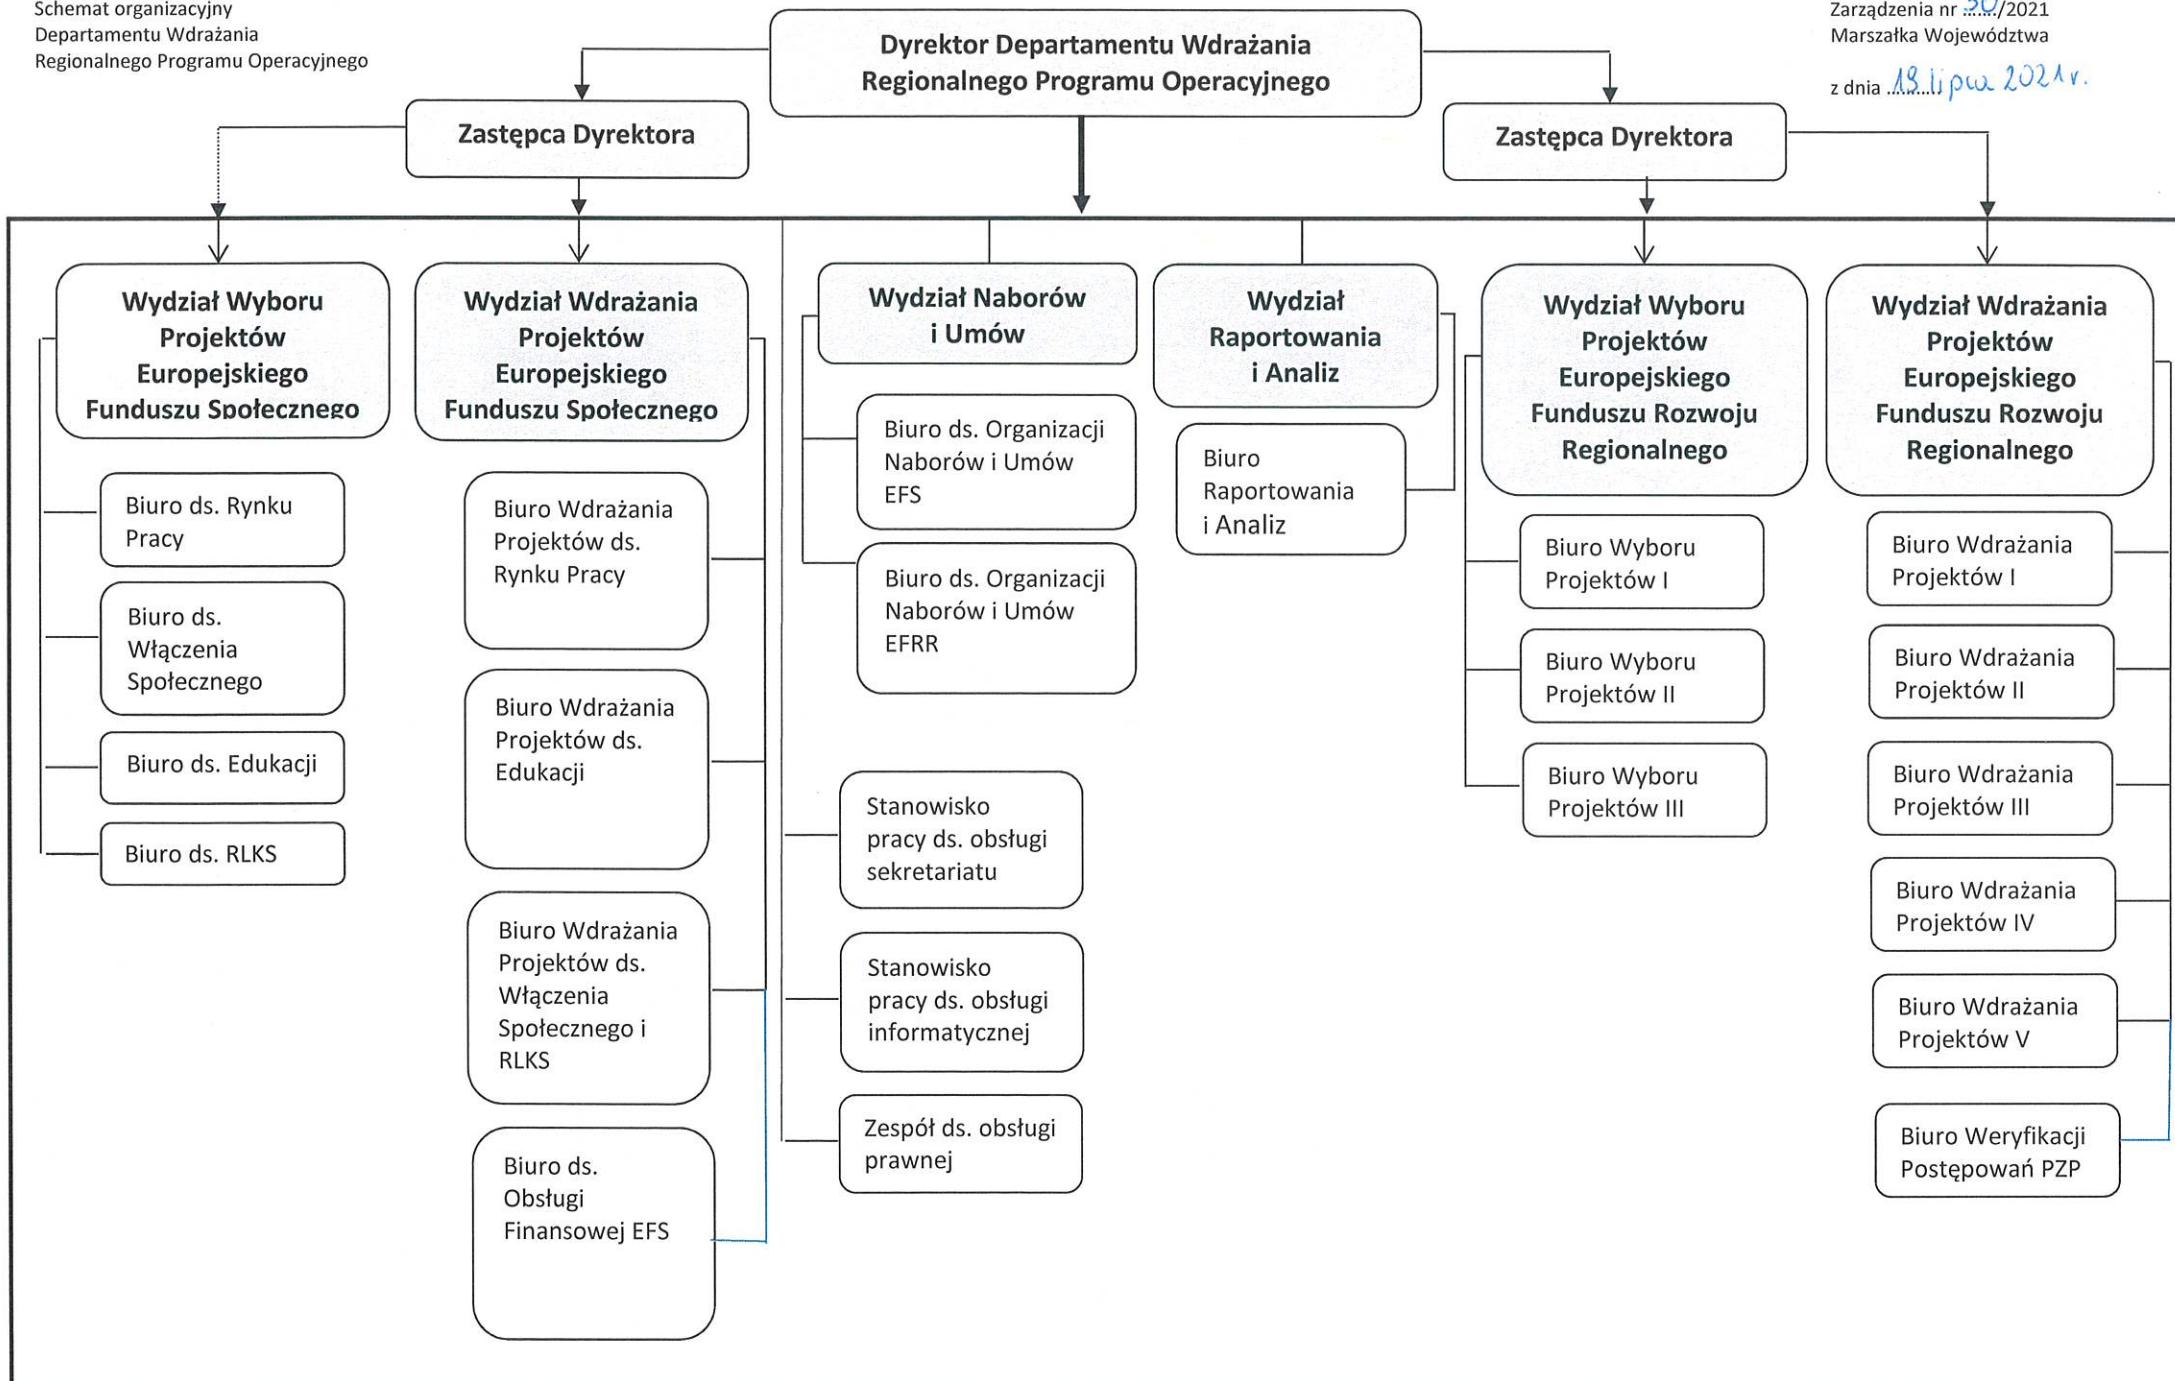 Schemat organizacyjny
Departamentu Wdrażania
Regionalnego Programu Operacyjnego
Dyrektor Departamentu Wdrażania
Regionalnego Programu Operacyjnego
Zarządzenia nr 30/2021
Marszałka Województwa
z dnia 19 lipca 2021 r.
Zastępca Dyrektora
Zastępca Dyrektora
Wydział Wyboru
Projektów
Europejskiego
Funduszu Społecznego
Biuro ds. Rynku
Pracy
Biuro ds.
Włączenia
Społecznego
Biuro ds. Edukacji
Biuro ds. RLKS
Wydział Wdrażania
Projektów
Europejskiego
Funduszu Społecznego
Biuro Wdrażania
Projektów ds.
Rynku Pracy
Biuro Wdrażania
Projektów ds.
Edukacji
Biuro Wdrażania
Projektów ds.
Włączenia
Społecznego i
RLKS
Biuro ds.
Obsługi
Finansowej EFS
Wydział Naborów
i Umów
Biuro ds. Organizacji
Naborów i Umów
EFS
Biuro ds. Organizacji
Naborów i Umów
EFRR
Stanowisko
pracy ds. obsługi
sekretariatu
Stanowisko
pracy ds. obsługi
informatycznej
Zespół ds. obsługi
prawnej
Wydział
Raportowania
i Analiz
Biuro
Raportowania
i Analiz
Wydział Wyboru
Projektów
Europejskiego
Funduszu Rozwoju
Regionalnego
Biuro Wyboru
Projektów I
Biuro Wyboru
Projektów II
Biuro Wyboru
Projektów III
Wydział Wdrażania
Projektów
Europejskiego
Funduszu Rozwoju
Regionalnego
Biuro Wdrażania
Projektów I
Biuro Wdrażania
Projektów II
Biuro Wdrażania
Projektów III
Biuro Wdrażania
Projektów IV
Biuro Wdrażania
Projektów V
Biuro Weryfikacji
Postępowań PZP